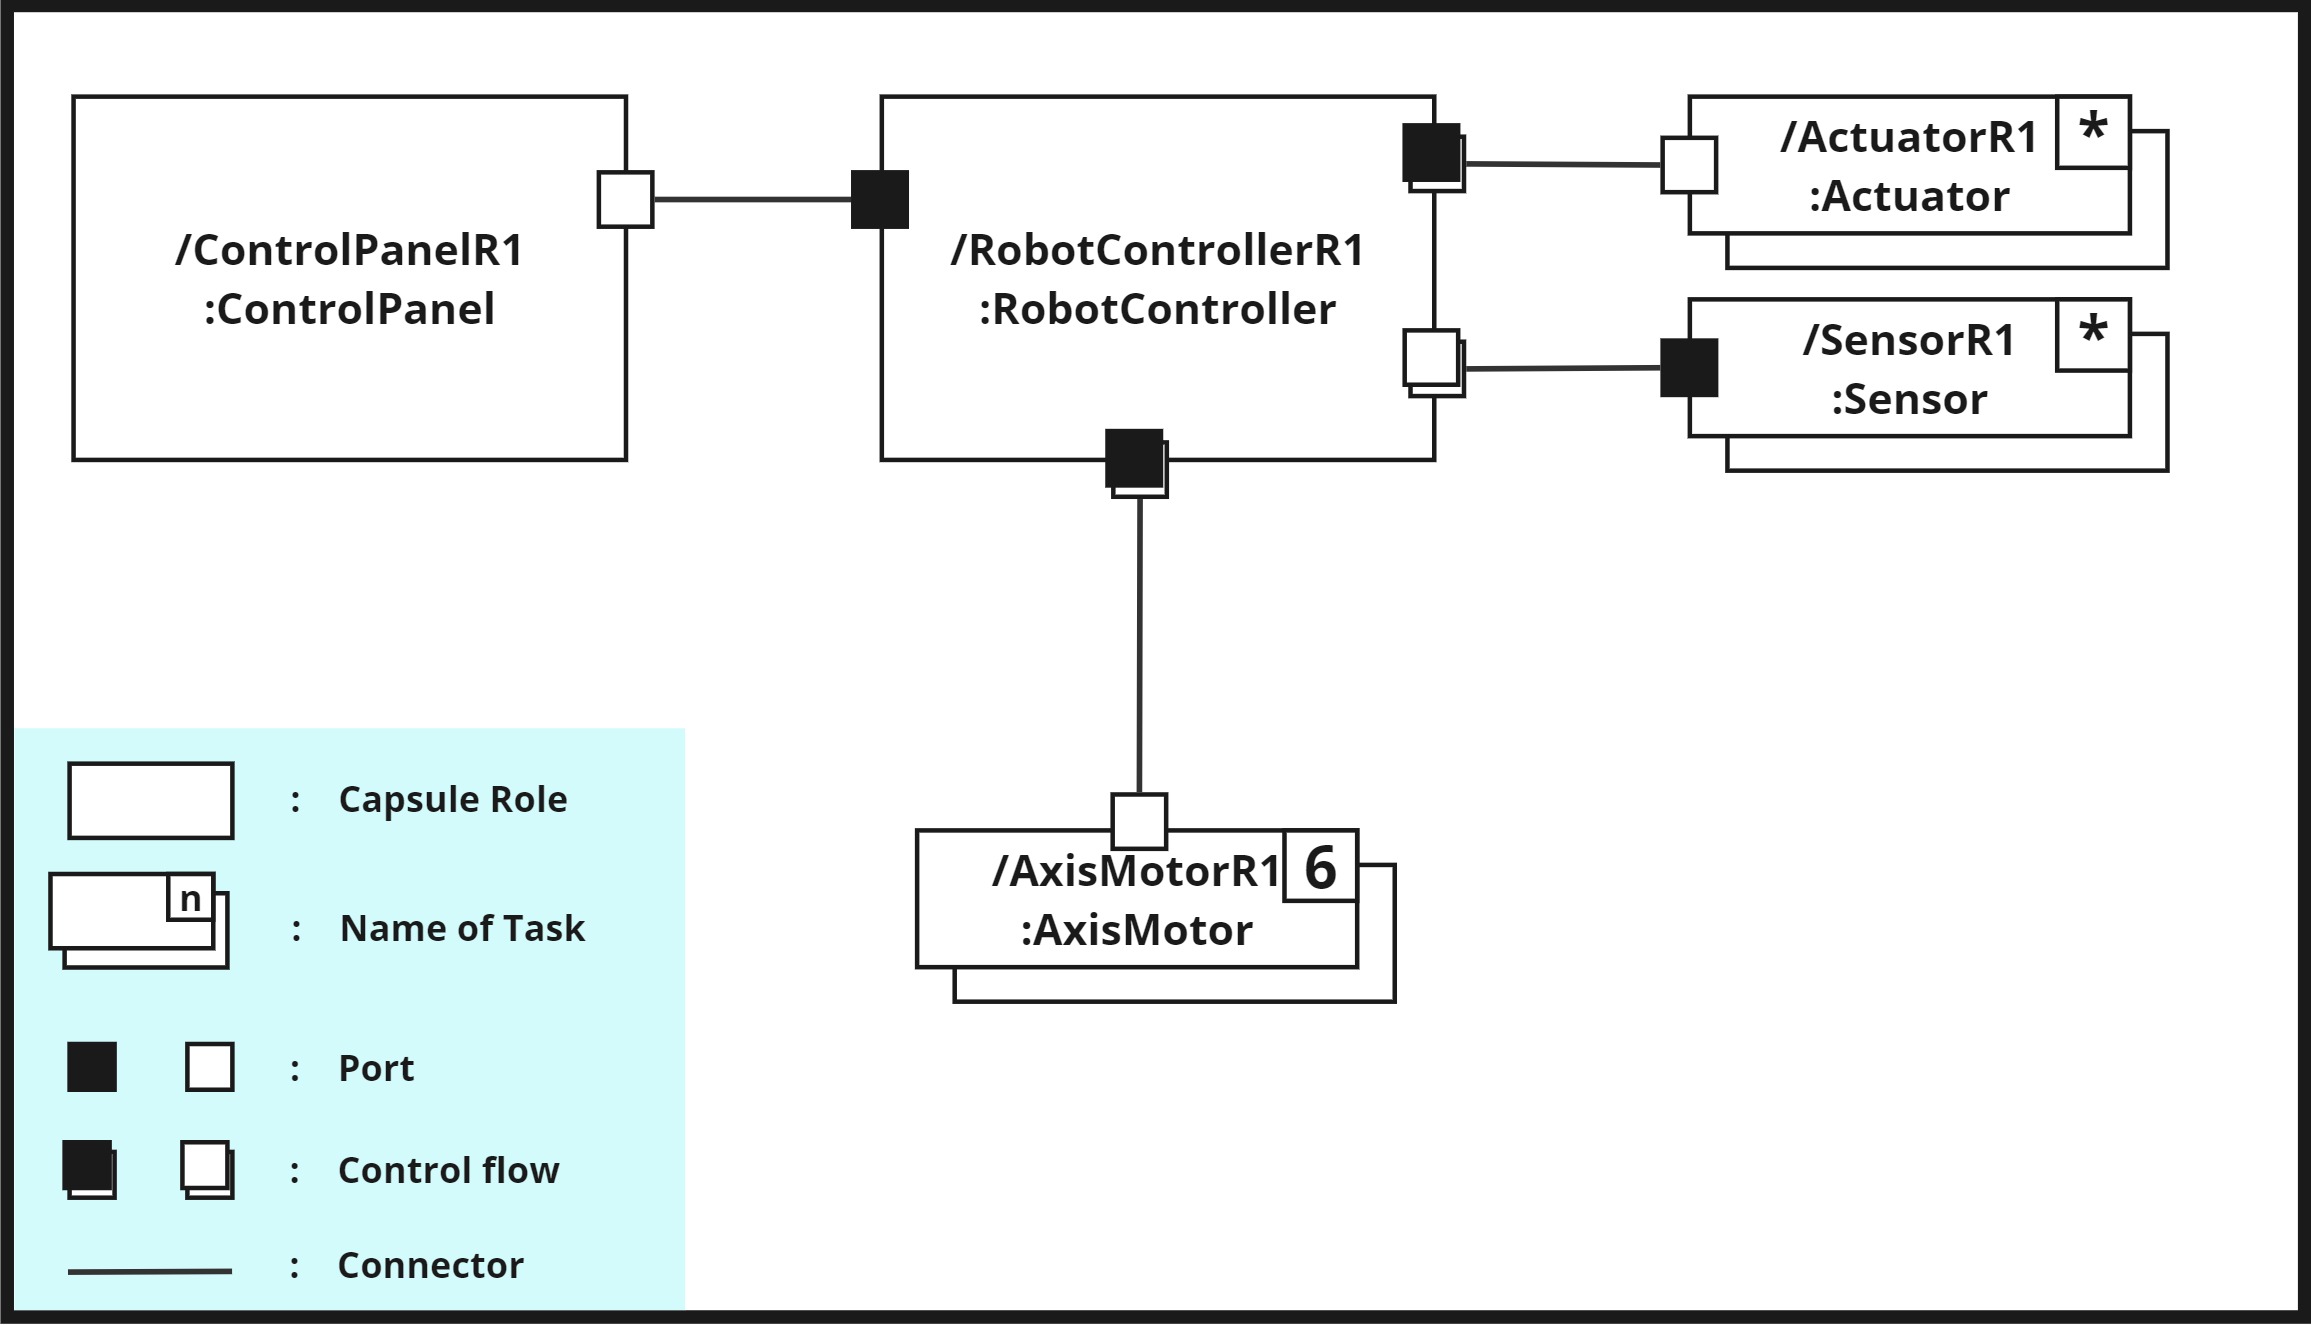 /ControlPanelR1
:ControlPanel
/RobotControllerR1
:RobotController
/ActuatorR1
:Actuator
*
/SensorR1
:Sensor
*
/AxisMotorR1
:AxisMotor
6
: Capsule Role
n : Name of Task
: Port
: Control flow
: Connector